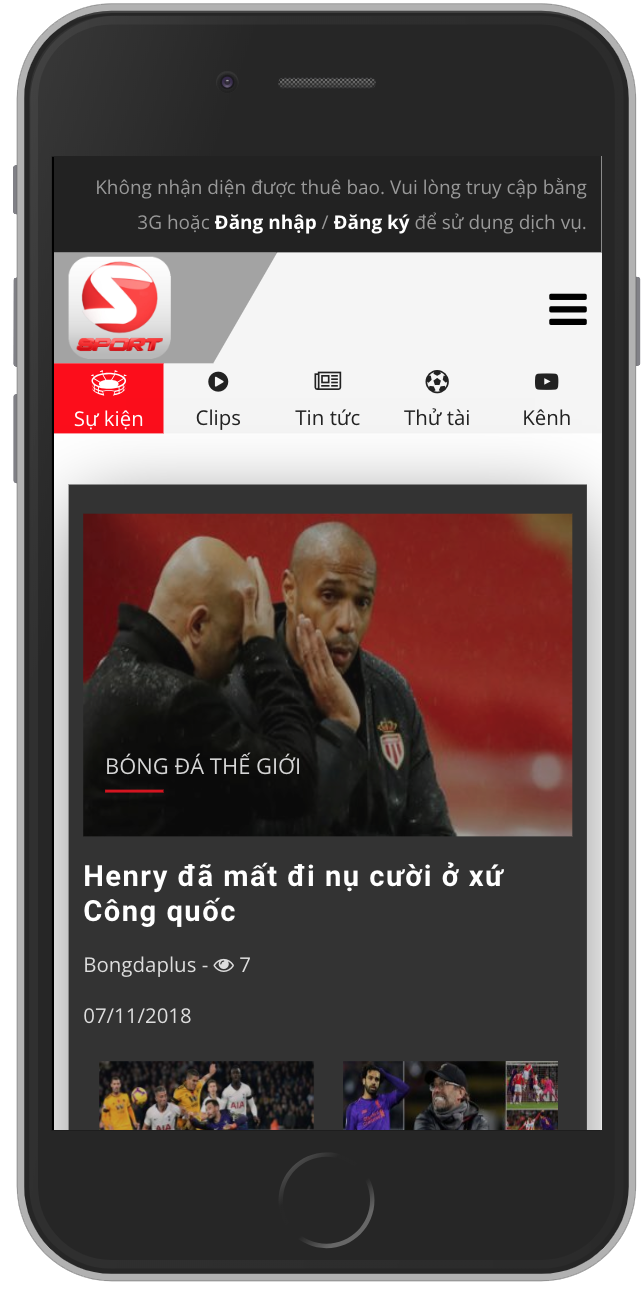 Không nhận diện được thuê bao. Vui lòng truy cập bằng
3G hoặc Đăng nhập / Đăng ký để sử dụng dịch vụ.
S
SPORT
Sự kiện
Clips
Tin tức
Thử tài
Kênh
BÓNG ĐÁ THẾ GIỚI
Henry đã mất đi nụ cười ở xứ
Công quốc
Bongdaplus - 7
07/11/2018